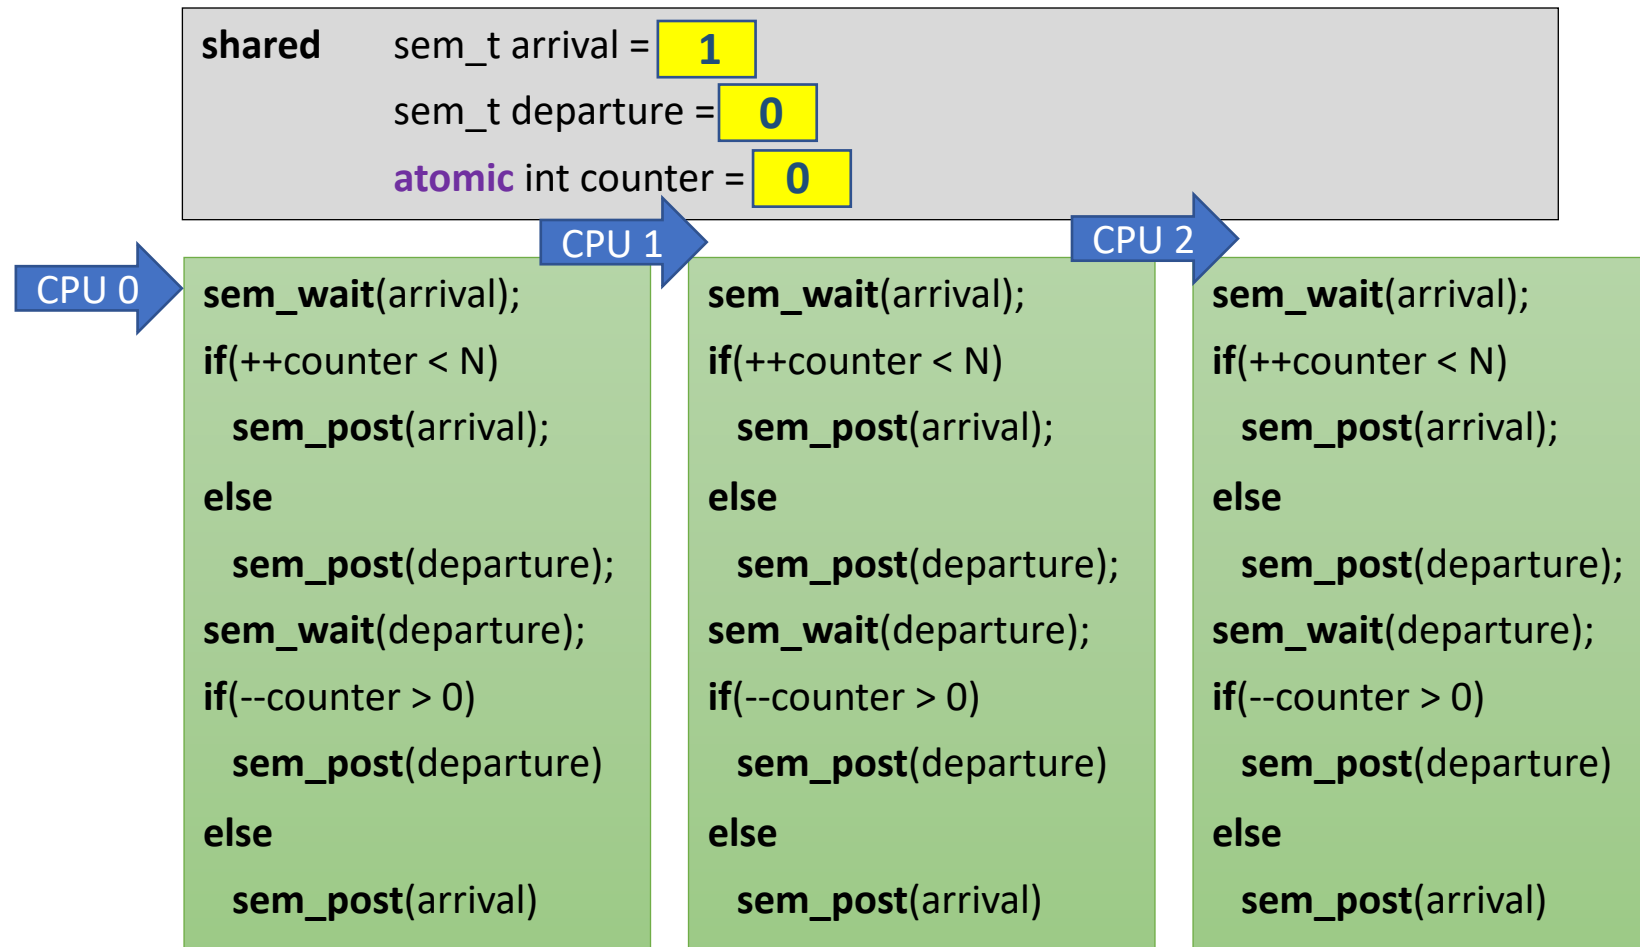 shared sem_t arrival = 1
sem_t departure = 0
atomic int counter = 0
CPU 0
CPU 1
CPU 2
sem_wait(arrival);
if(++counter < N)
sem_post(arrival);
else
sem_post(departure);
sem_wait(departure);
if(--counter > 0)
sem_post(departure)
else
sem_post(arrival)
sem_wait(arrival);
if(++counter < N)
sem_post(arrival);
else
sem_post(departure);
sem_wait(departure);
if(--counter > 0)
sem_post(departure)
else
sem_post(arrival)
sem_wait(arrival);
if(++counter < N)
sem_post(arrival);
else
sem_post(departure);
sem_wait(departure);
if(--counter > 0)
sem_post(departure)
else
sem_post(arrival)